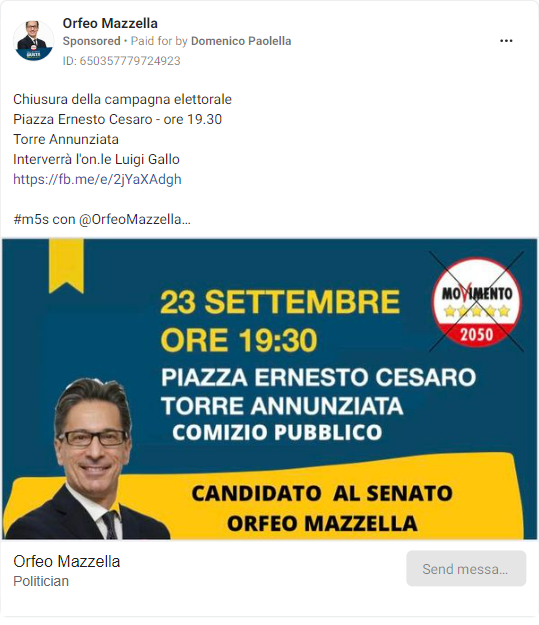 Orfeo Mazzella
Sponsored • Paid for by Domenico Paolella
ID: 650357779724923
Chiusura della campagna elettorale
Piazza Ernesto Cesaro - ore 19.30
Torre Annunziata
Interverrà l'on.le Luigi Gallo
https://fb.me/e/2jYaXAdgh
#m5s con @OrfeoMazzella...
23 SETTEMBRE
ORE 19:30
MOVIMENTO
2050
PIAZZA ERNESTO CESARO
TORRE ANNUNZIATA
COMIZIO PUBBLICO
CANDIDATO AL SENATO
ORFEO MAZZELLA
Orfeo Mazzella
Politician
Send messa...